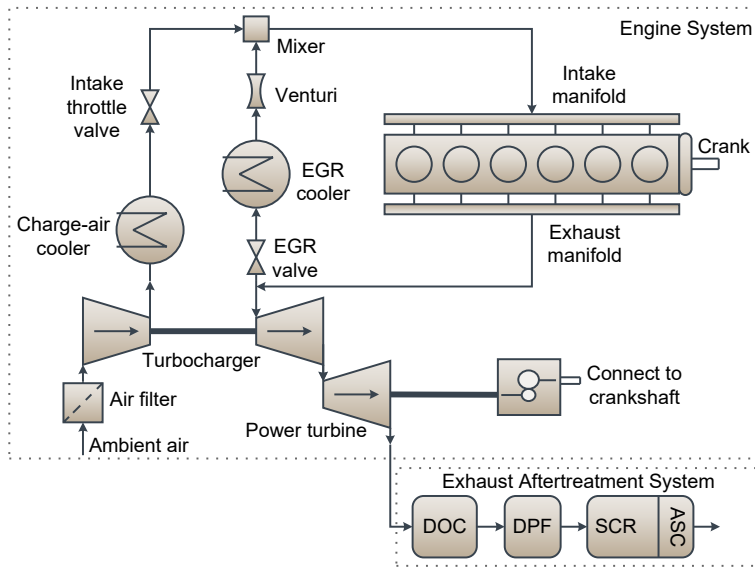 Engine System
Mixer
Intake
throttle
valve
Venturi
Intake
manifold
Crank
EGR
cooler
Charge-air
cooler
EGR
valve
Exhaust
manifold
Turbocharger
Air filter
Ambient air
Power turbine
Connect to
crankshaft
Exhaust Aftertreatment System
DOC
DPF
SCR
ASC